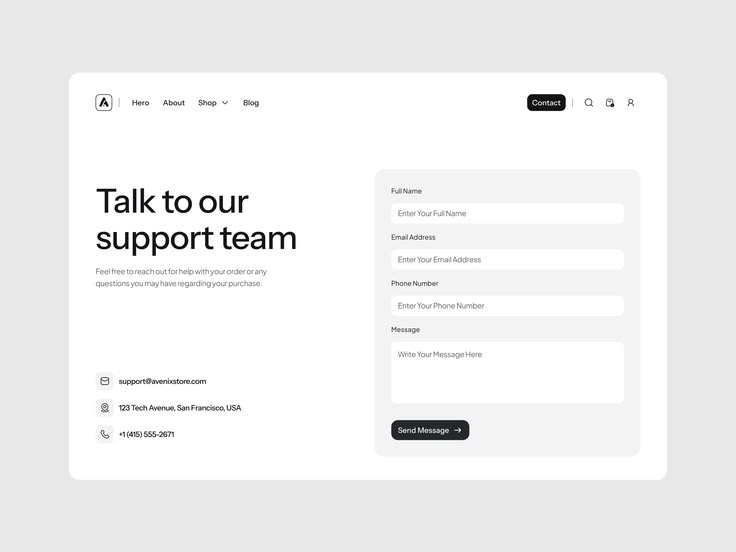 A
Hero
About
Shop
Blog
Contact
Talk to our
support team
Feel free to reach out for help with your order or any
questions you may have regarding your purchase.
support@avenixstore.com
123 Tech Avenue, San Francisco, USA
+1 (415) 555-2671
Full Name
Enter Your Full Name
Email Address
Enter Your Email Address
Phone Number
Enter Your Phone Number
Message
Write Your Message Here
Send Message